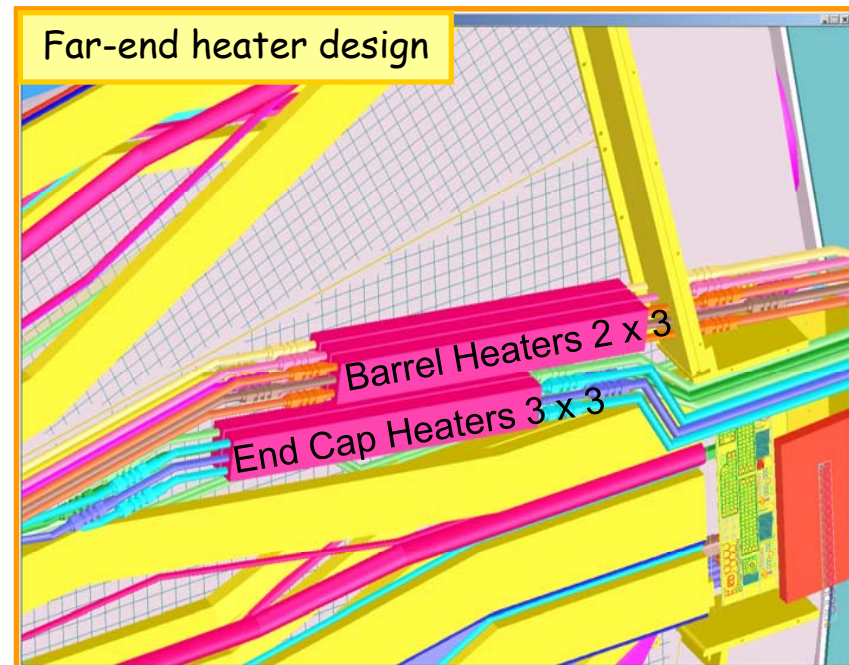 Far-end heater design
Barrel Heaters 2 x 3
End Cap Heaters 3 x 3